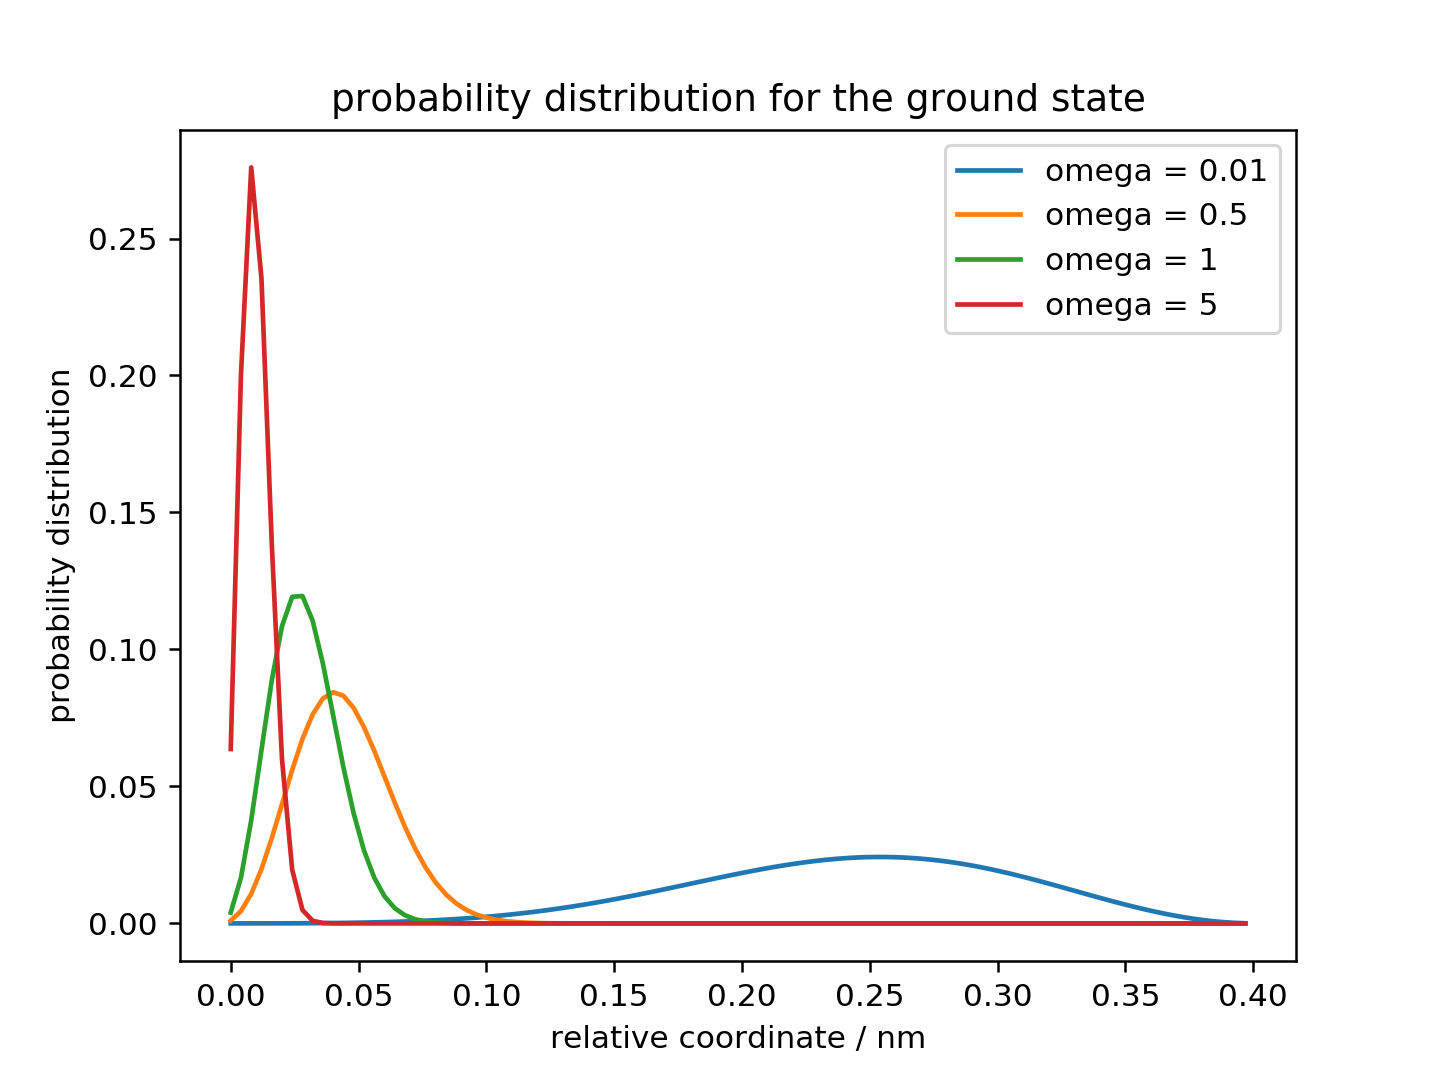 probability distribution for the ground state
omega = 0.01
omega = 0.5
omega = 1
omega = 5
probability distribution
0.25
0.20
0.15
0.10
0.05
0.00
0.00 0.05 0.10 0.15 0.20 0.25 0.30 0.35 0.40
relative coordinate / nm